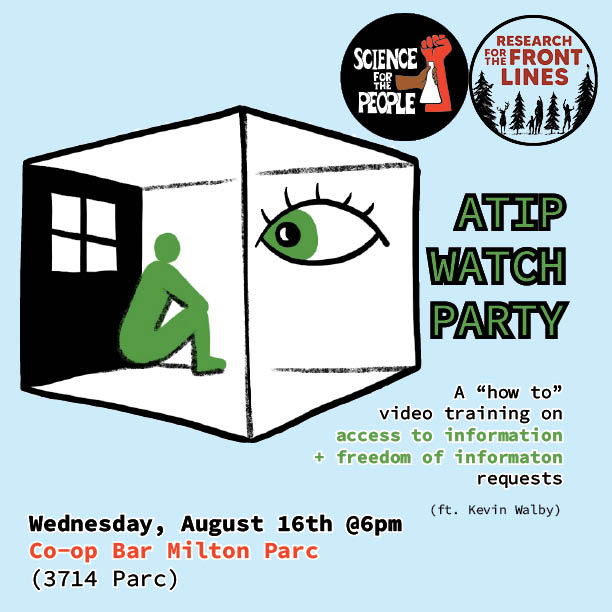 SCIENCE
FOR
THE
PEOPLE
RESEARCH
FOR THE FRONT
LINES
ATIP
WATCH
PARTY
A “how to”
video training on
access to information
+ freedom of informaton
requests
(ft. Kevin Walby)
Wednesday, August 16th @6pm
Co-op Bar Milton Parc
(3714 Parc)